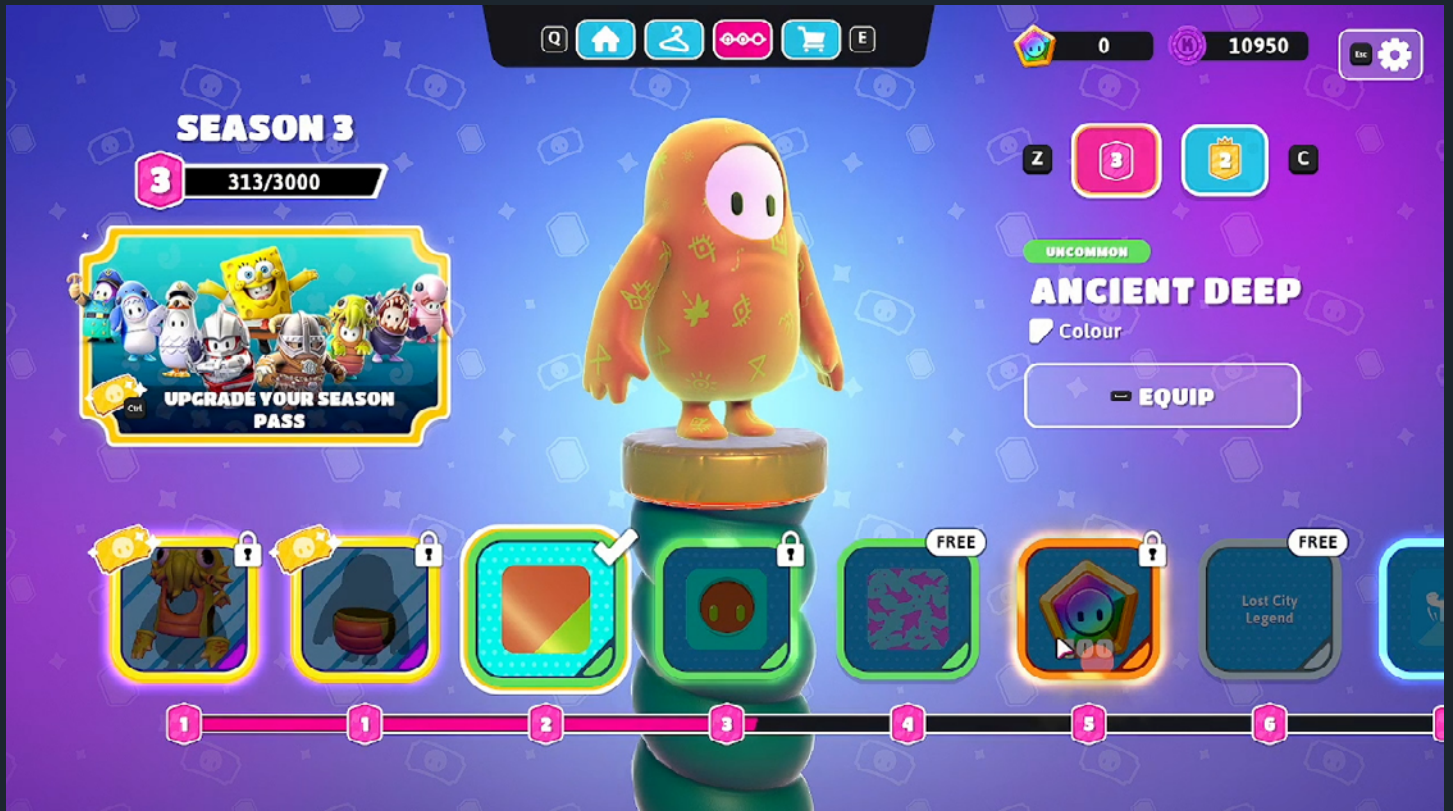 Q
E
0
10950
Esc
SEASON 3
3
313/3000
Z
3
2
C
UNCOMMON
ANCIENT DEEP
Colour
EQUIP
Ctrl
UPGRADE YOUR SEASON
PASS
FREE
FREE
Lost City
Legend
1
1
2
3
4
5
6